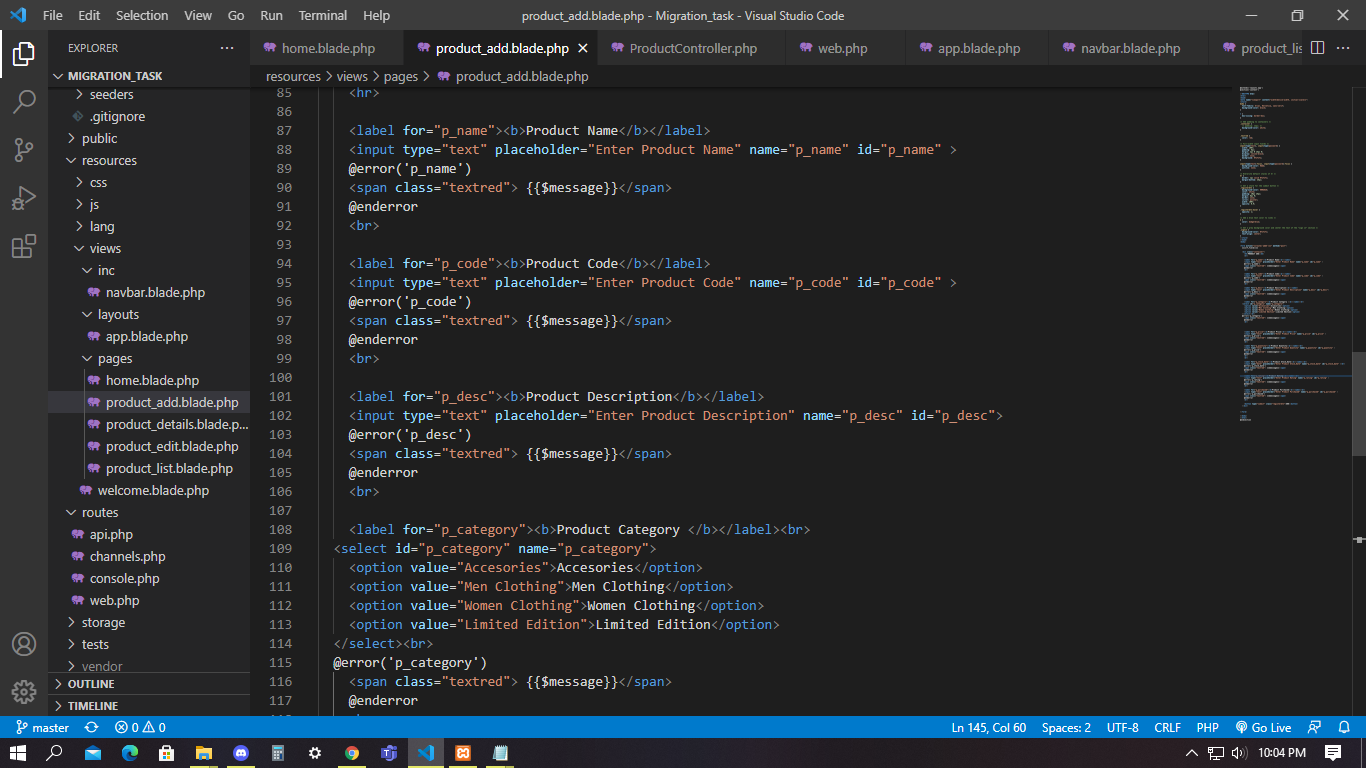 File Edit Selection View Go Run Terminal Help product_add.blade.php - Migration_task - Visual Studio Code
EXPLORER ...
home.blade.php product_add.blade.php ProductController.php web.php app.blade.php navbar.blade.php product_lis
MIGRATION_TASK
seeders
.gitignore
public
resources
css
js
lang
views
inc
navbar.blade.php
layouts
app.blade.php
pages
home.blade.php
product_add.blade.php
product_details.blade.p...
product_edit.blade.php
product_list.blade.php
welcome.blade.php
routes
api.php
channels.php
console.php
web.php
storage
tests
vendor
OUTLINE
TIMELINE
resources > views > pages > product_add.blade.php
85 <hr>
86
87 <label for="p_name"><b>Product Name</b></label>
88 <input type="text" placeholder="Enter Product Name" name="p_name" id="p_name" >
89 @error('p_name')
90 <span class="textred"> {{$message}}</span>
91 @enderror
92 <br>
93
94 <label for="p_code"><b>Product Code</b></label>
95 <input type="text" placeholder="Enter Product Code" name="p_code" id="p_code" >
96 @error('p_code')
97 <span class="textred"> {{$message}}</span>
98 @enderror
99 <br>
100
101 <label for="p_desc"><b>Product Description</b></label>
102 <input type="text" placeholder="Enter Product Description" name="p_desc" id="p_desc">
103 @error('p_desc')
104 <span class="textred"> {{$message}}</span>
105 @enderror
106 <br>
107
108 <label for="p_category"><b>Product Category </b></label><br>
109 <select id="p_category" name="p_category">
110 <option value="Accesories">Accesories</option>
111 <option value="Men Clothing">Men Clothing</option>
112 <option value="Women Clothing">Women Clothing</option>
113 <option value="Limited Edition">Limited Edition</option>
114 </select><br>
115 @error('p_category')
116 <span class="textred"> {{$message}}</span>
117 @enderror
master 0 0 Ln 145, Col 60 Spaces: 2 UTF-8 CRLF PHP Go Live
10:04 PM